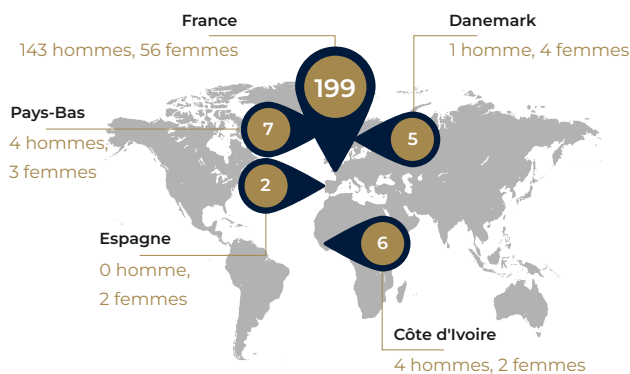 France
143 hommes, 56 femmes
Danemark
1 homme, 4 femmes
199
Pays-Bas
4 hommes,
3 femmes
7
5
2
Espagne
0 homme,
2 femmes
6
Côte d'Ivoire
4 hommes, 2 femmes